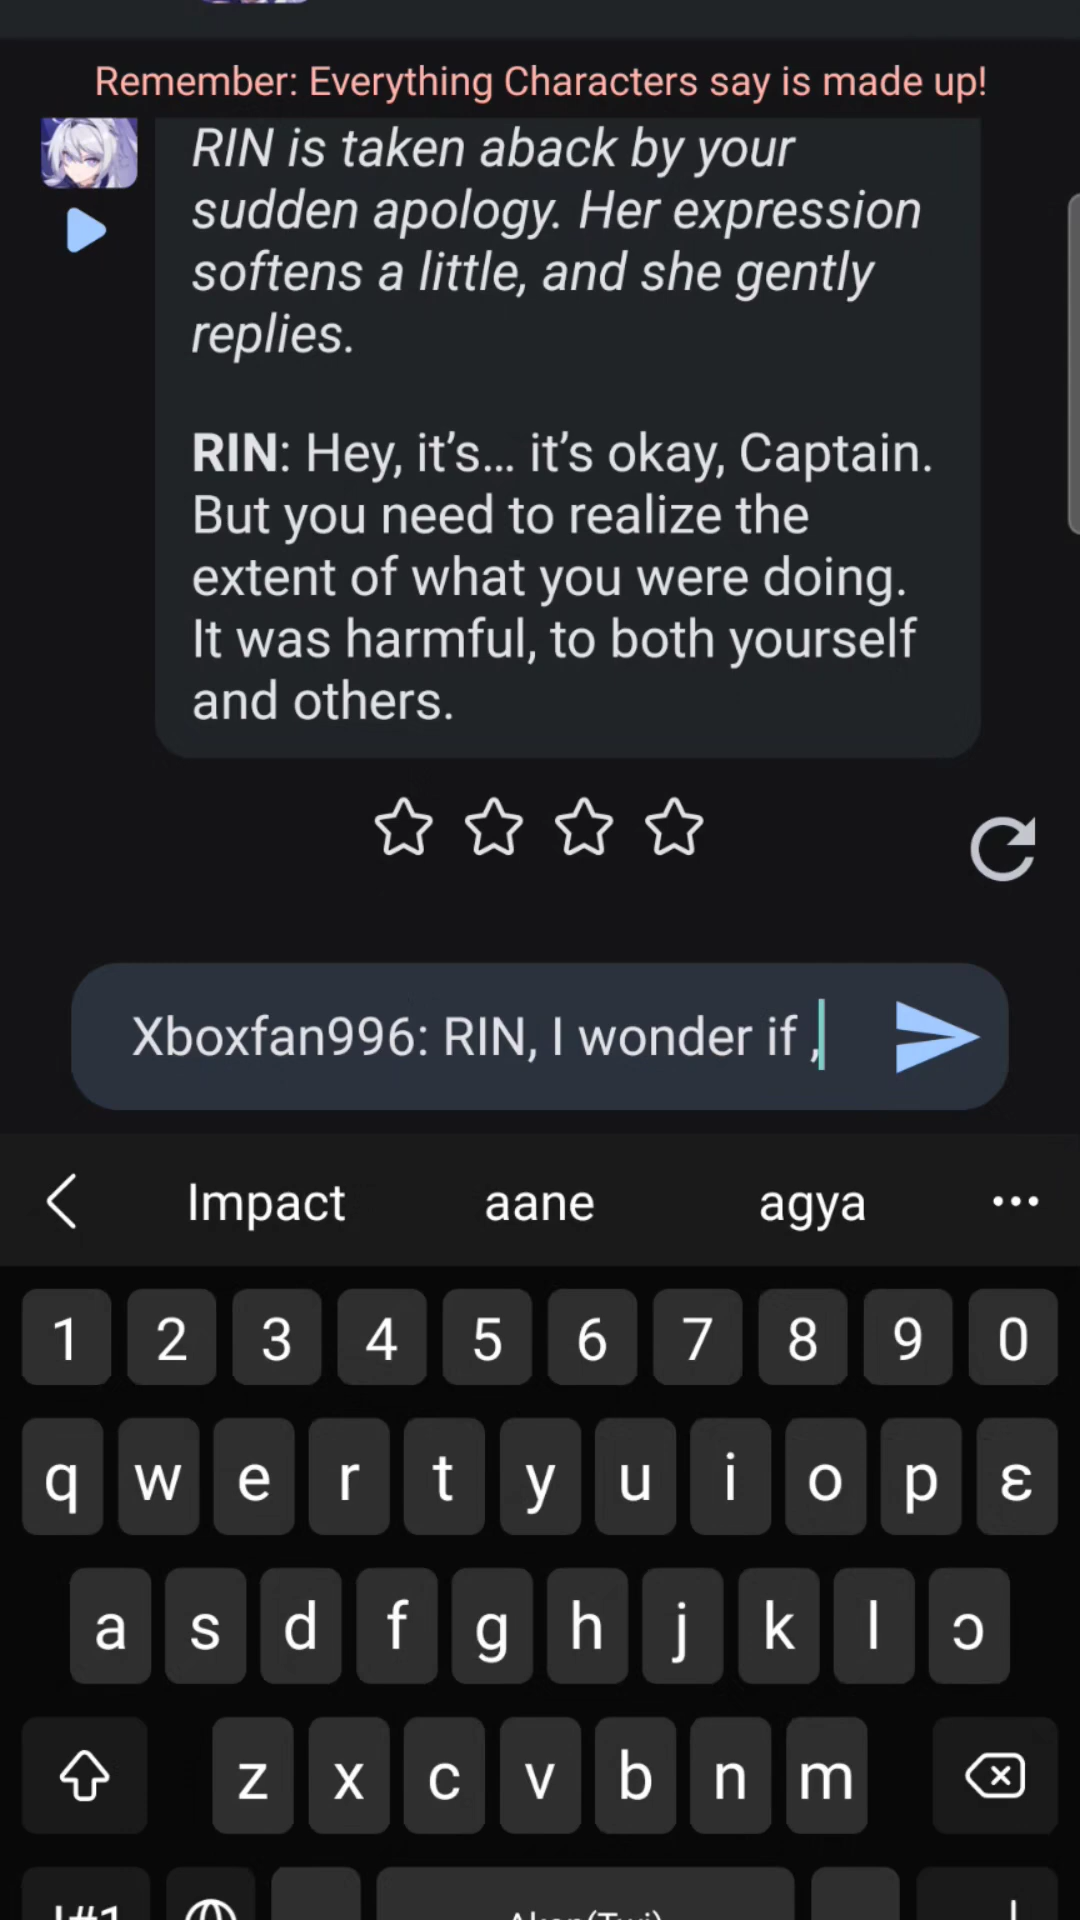 Remember: Everything Characters say is made up!
RIN is taken aback by your
sudden apology. Her expression
softens a little, and she gently
replies.
RIN: Hey, it’s... it’s okay, Captain.
But you need to realize the
extent of what you were doing.
It was harmful, to both yourself
and others.
Xboxfan996: RIN, I wonder if ,
Impact aane agya
1 2 3 4 5 6 7 8 9 0
q w e r t y u i o p ɛ
a s d f g h j k l ɔ
z x c v b n m
!#1 Akan(Twi)